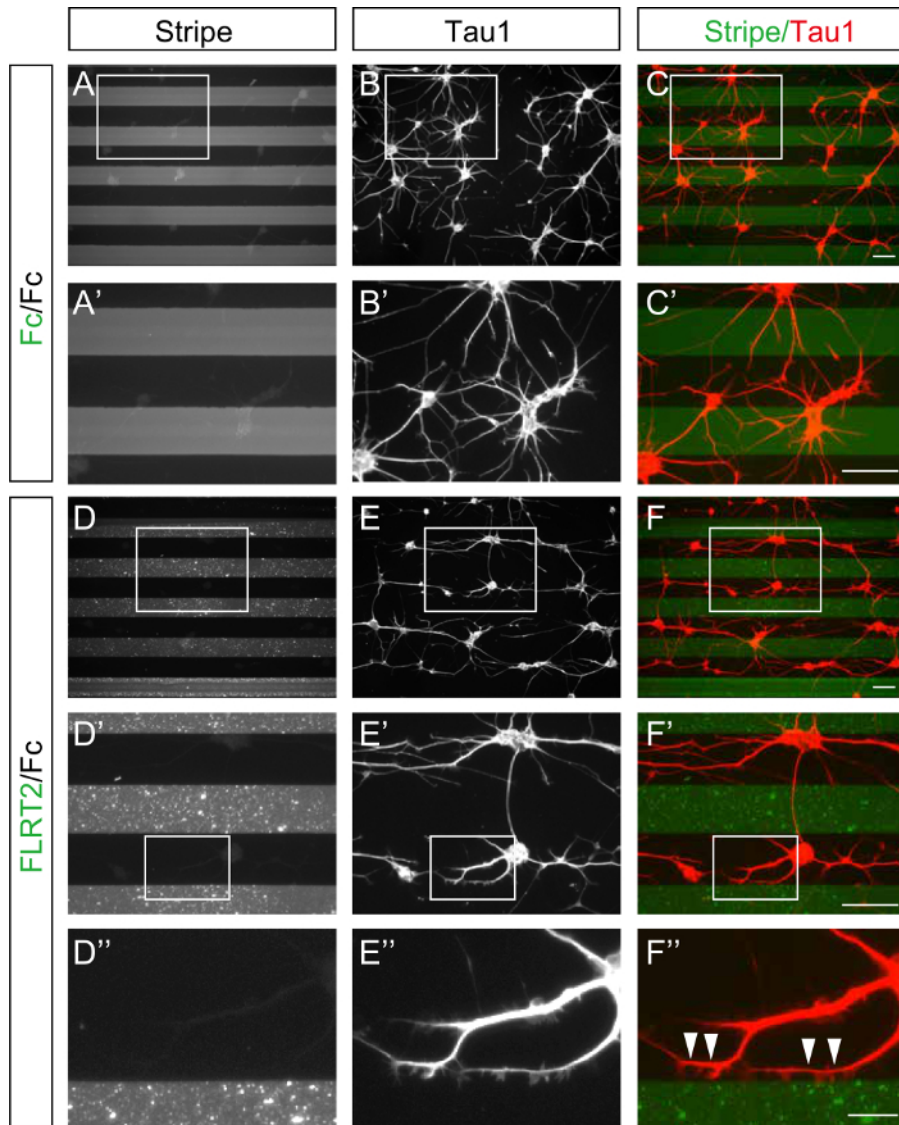 Stripe
Tau1
Stripe/Tau1
Fc/Fc
A
B
C
A'
B'
C'
FLRT2/Fc
D
E
F
D'
E'
F'
D''
E''
F''